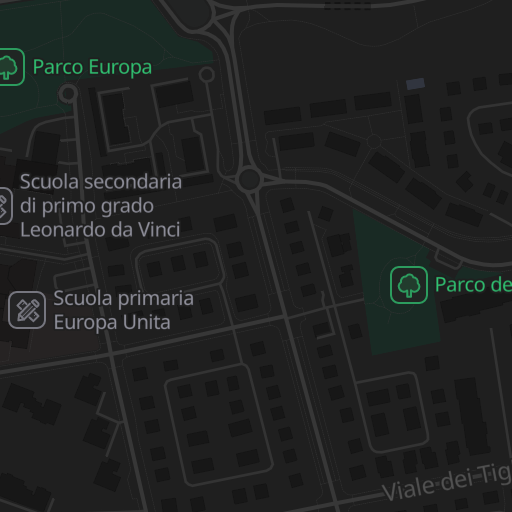 Parco Europa
Scuola secondaria
di primo grado
Leonardo da Vinci
Parco de
Scuola primaria
Europa Unita
Viale dei Tig